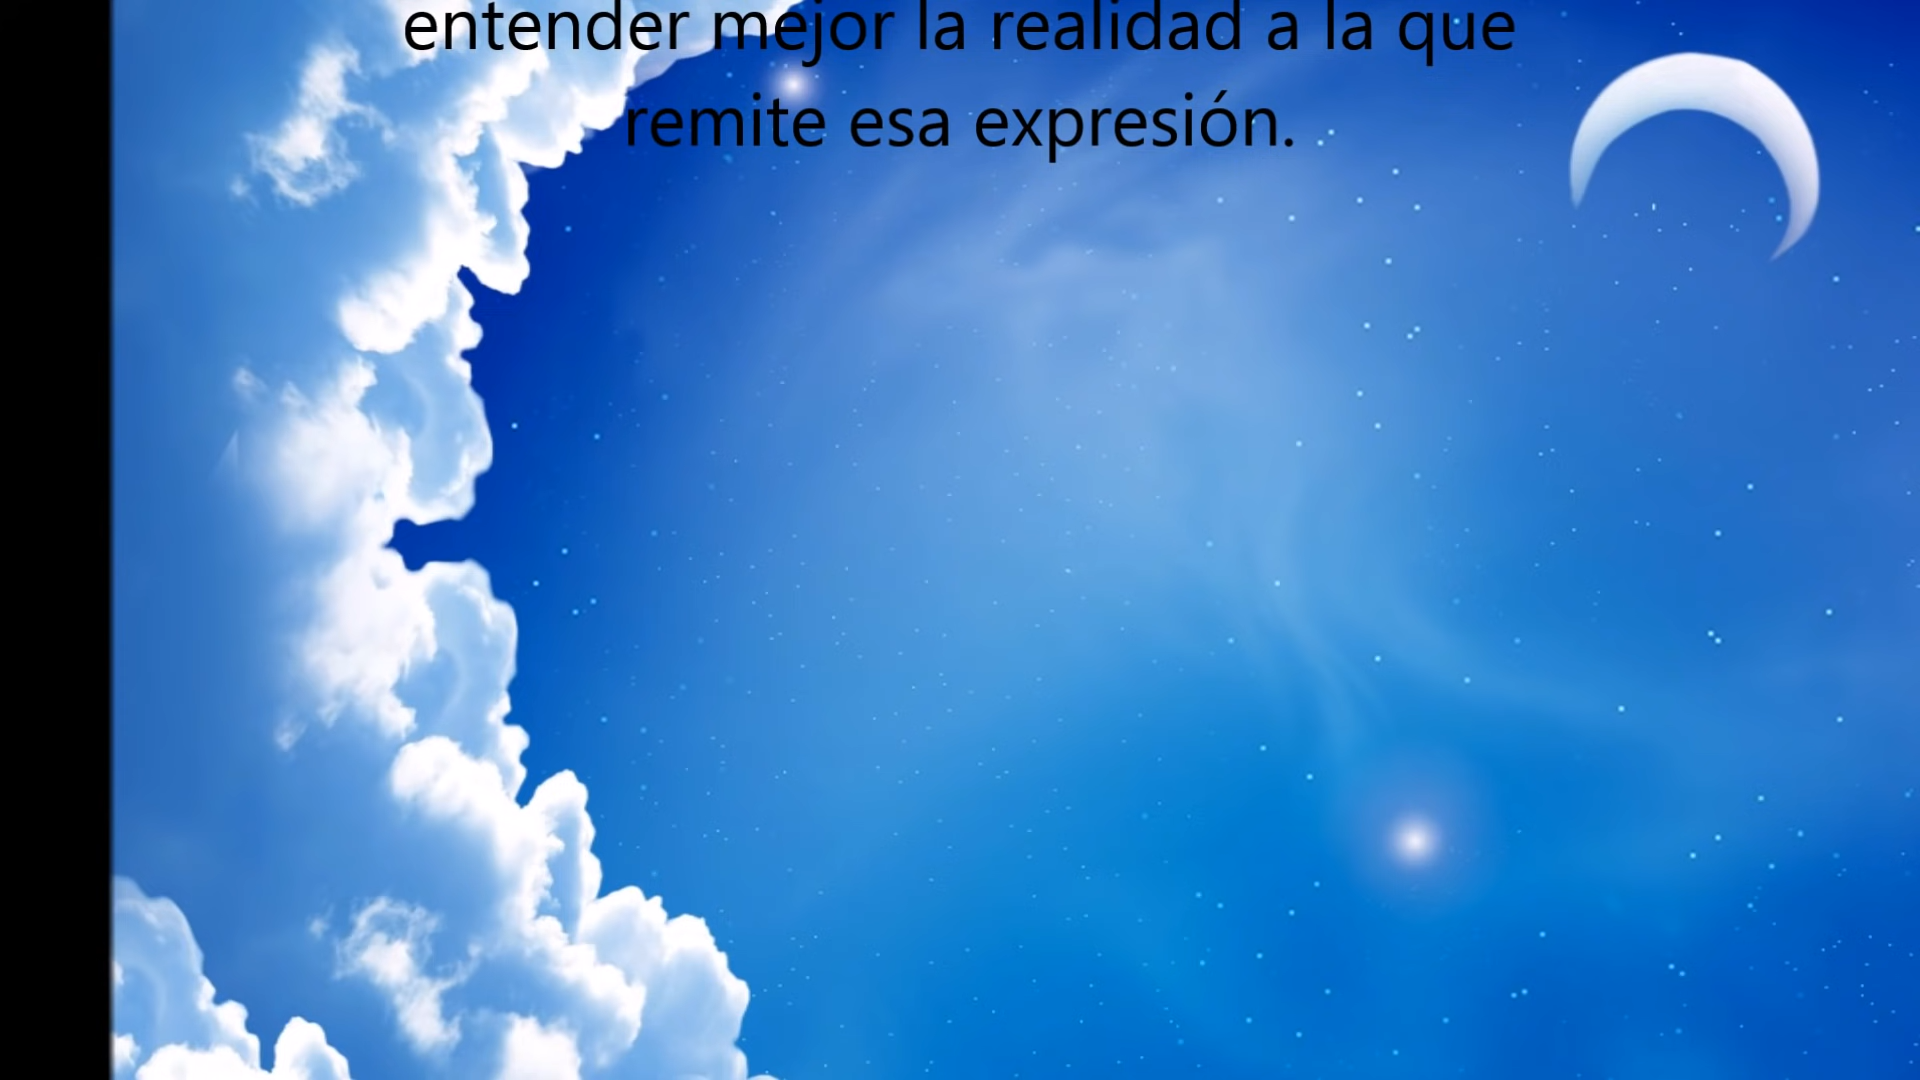 entender mejor la realidad a la que
remite esa expresión.